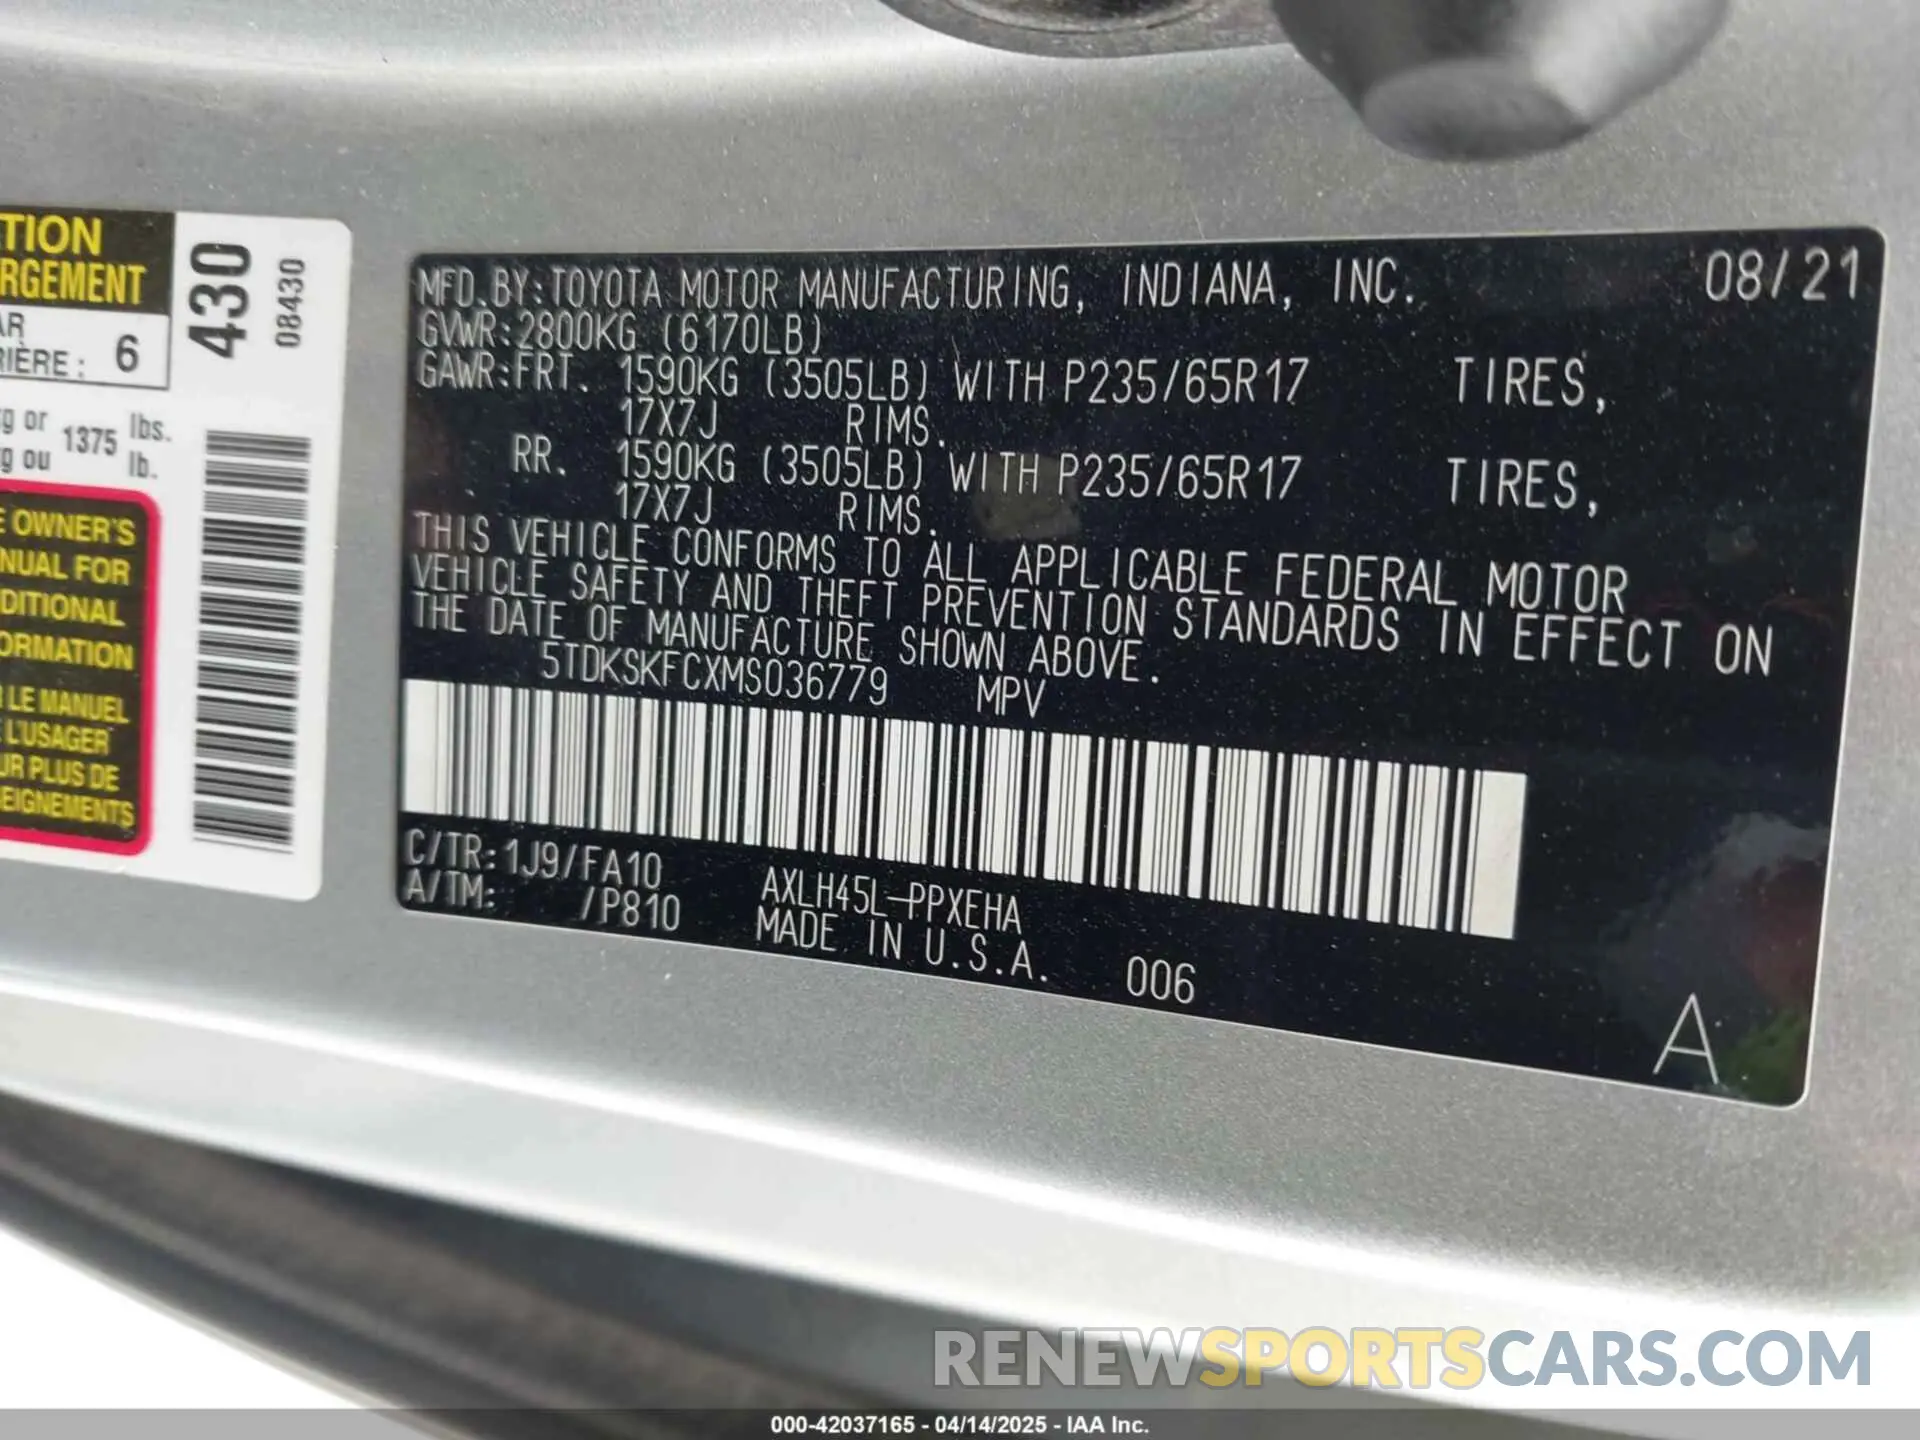 TION
RGEMENT
AR
IÈRE : 6
g or 1375 lbs.
g ou lb.
E OWNER'S
NUAL FOR
DITIONAL
ORMATION
R LE MANUEL
E L'USAGER
UR PLUS DE
EIGNEMENTS
430
08430
MFD.BY:TOYOTA MOTOR MANUFACTURING, INDIANA, INC. 08/21
GVWR:2800KG (6170LB)
GAWR:FRT. 1590KG (3505LB) WITH P235/65R17 TIRES,
17X7J RIMS.
RR. 1590KG (3505LB) WITH P235/65R17 TIRES,
17X7J RIMS.
THIS VEHICLE CONFORMS TO ALL APPLICABLE FEDERAL MOTOR
VEHICLE SAFETY AND THEFT PREVENTION STANDARDS IN EFFECT ON
THE DATE OF MANUFACTURE SHOWN ABOVE.
5TDKSKFCXMS036779 MPV
C/TR:1J9/FA10 AXLH45L-PPXEHA
A/TM: /P810 MADE IN U.S.A. 006
A
RENEWSPORTSCARS.COM
000-42037165 - 04/14/2025 - IAA Inc.